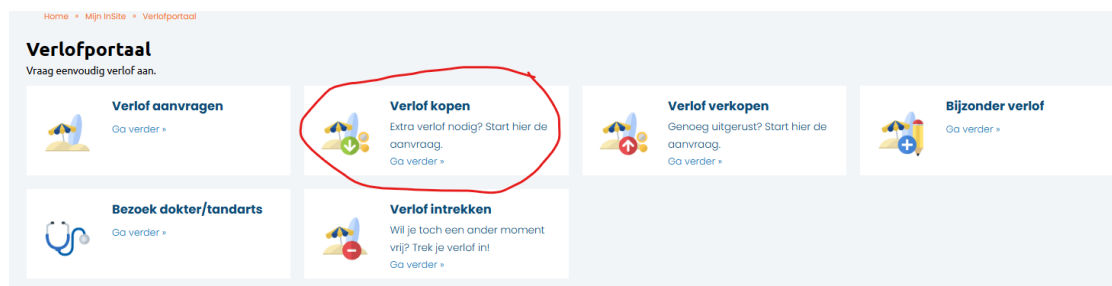 Home » Mijn InSite » Verlofportaal
Verlofportaal
Vraag eenvoudig verlof aan.
Verlof aanvragen
Ga verder »
Verlof kopen
Extra verlof nodig? Start hier de
aanvraag.
Ga verder »
Verlof verkopen
Genoeg uitgerust? Start hier de
aanvraag.
Ga verder »
Bijzonder verlof
Ga verder »
Bezoek dokter/tandarts
Ga verder »
Verlof intrekken
Wil je toch een ander moment
vrij? Trek je verlof in!
Ga verder »